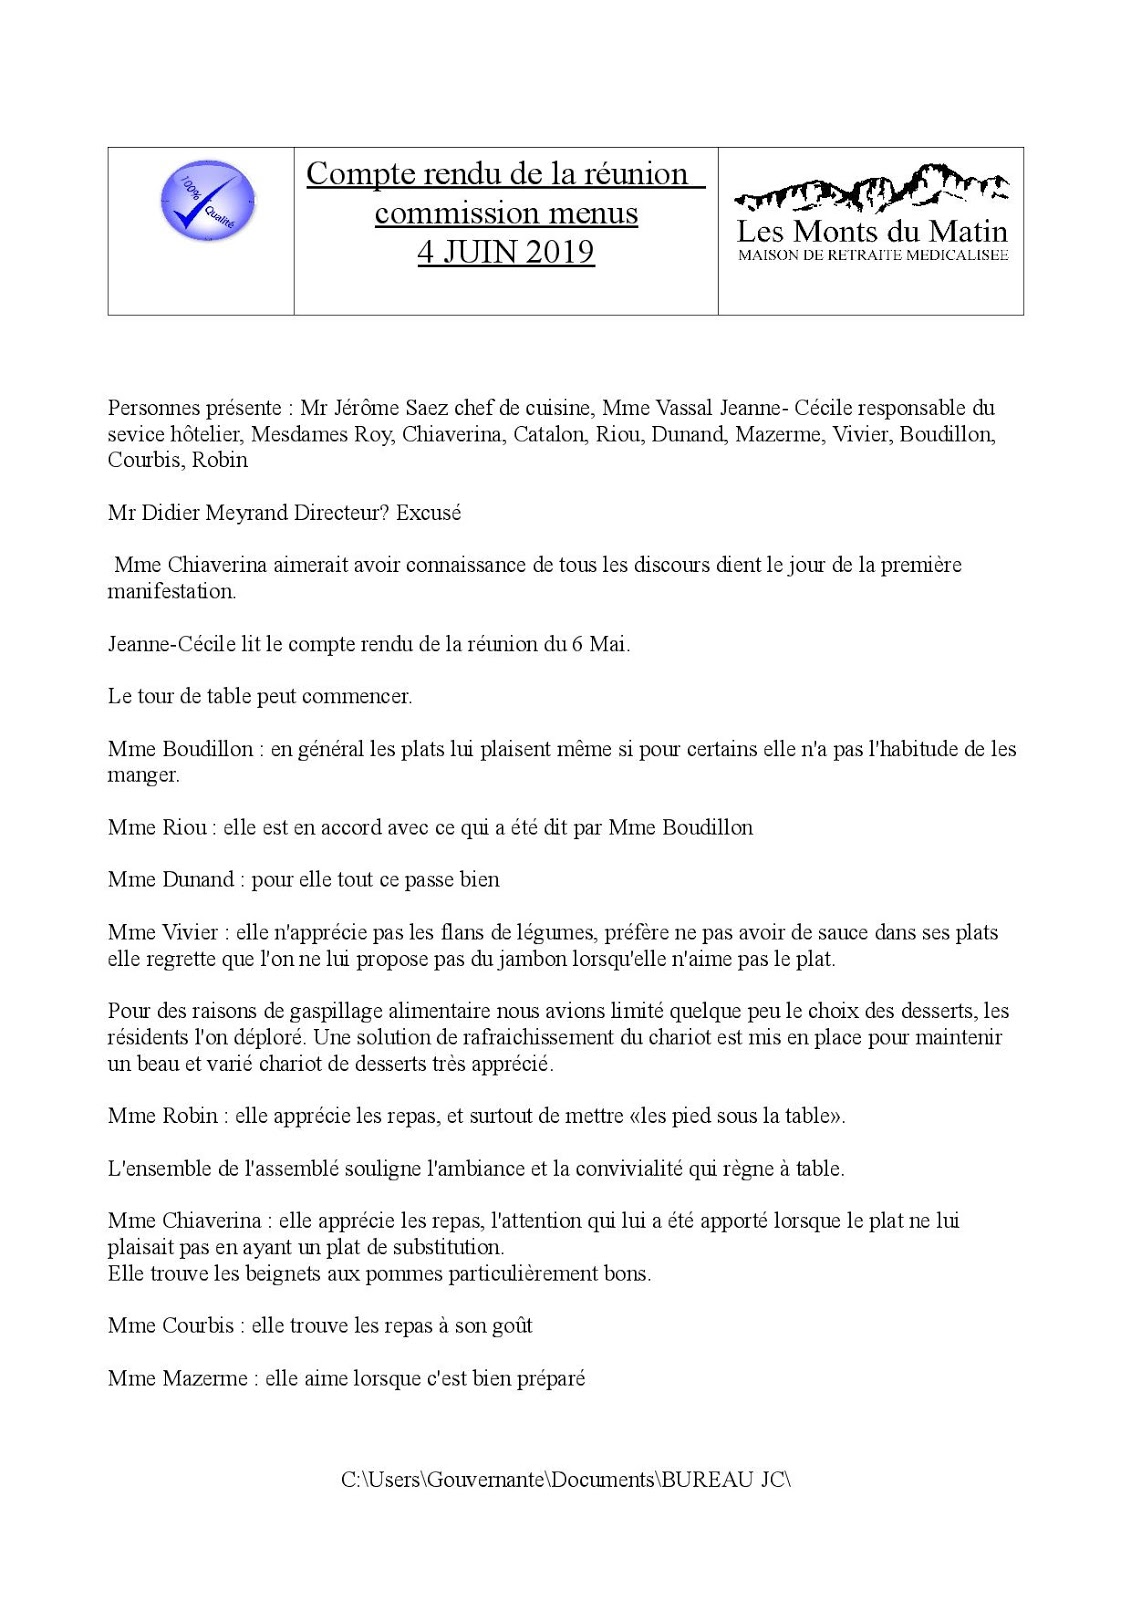 100%
Qualité
Compte rendu de la réunion
commission menus
4 JUIN 2019
Les Monts du Matin
MAISON DE RETRAITE MEDICALISEE
Personnes présente : Mr Jérôme Saez chef de cuisine, Mme Vassal Jeanne- Cécile responsable du
sevice hôtelier, Mesdames Roy, Chiaverina, Catalon, Riou, Dunand, Mazerme, Vivier, Boudillon,
Courbis, Robin
Mr Didier Meyrand Directeur? Excusé
Mme Chiaverina aimerait avoir connaissance de tous les discours dient le jour de la première
manifestation.
Jeanne-Cécile lit le compte rendu de la réunion du 6 Mai.
Le tour de table peut commencer.
Mme Boudillon : en général les plats lui plaisent même si pour certains elle n'a pas l'habitude de les
manger.
Mme Riou : elle est en accord avec ce qui a été dit par Mme Boudillon
Mme Dunand : pour elle tout ce passe bien
Mme Vivier : elle n'apprécie pas les flans de légumes, préfère ne pas avoir de sauce dans ses plats
elle regrette que l'on ne lui propose pas du jambon lorsqu'elle n'aime pas le plat.
Pour des raisons de gaspillage alimentaire nous avions limité quelque peu le choix des desserts, les
résidents l'on déploré. Une solution de rafraichissement du chariot est mis en place pour maintenir
un beau et varié chariot de desserts très apprécié.
Mme Robin : elle apprécie les repas, et surtout de mettre «les pied sous la table».
L'ensemble de l'assemblé souligne l'ambiance et la convivialité qui règne à table.
Mme Chiaverina : elle apprécie les repas, l'attention qui lui a été apporté lorsque le plat ne lui
plaisait pas en ayant un plat de substitution.
Elle trouve les beignets aux pommes particulièrement bons.
Mme Courbis : elle trouve les repas à son goût
Mme Mazerme : elle aime lorsque c'est bien préparé
C:\Users\Gouvernante\Documents\BUREAU JC\